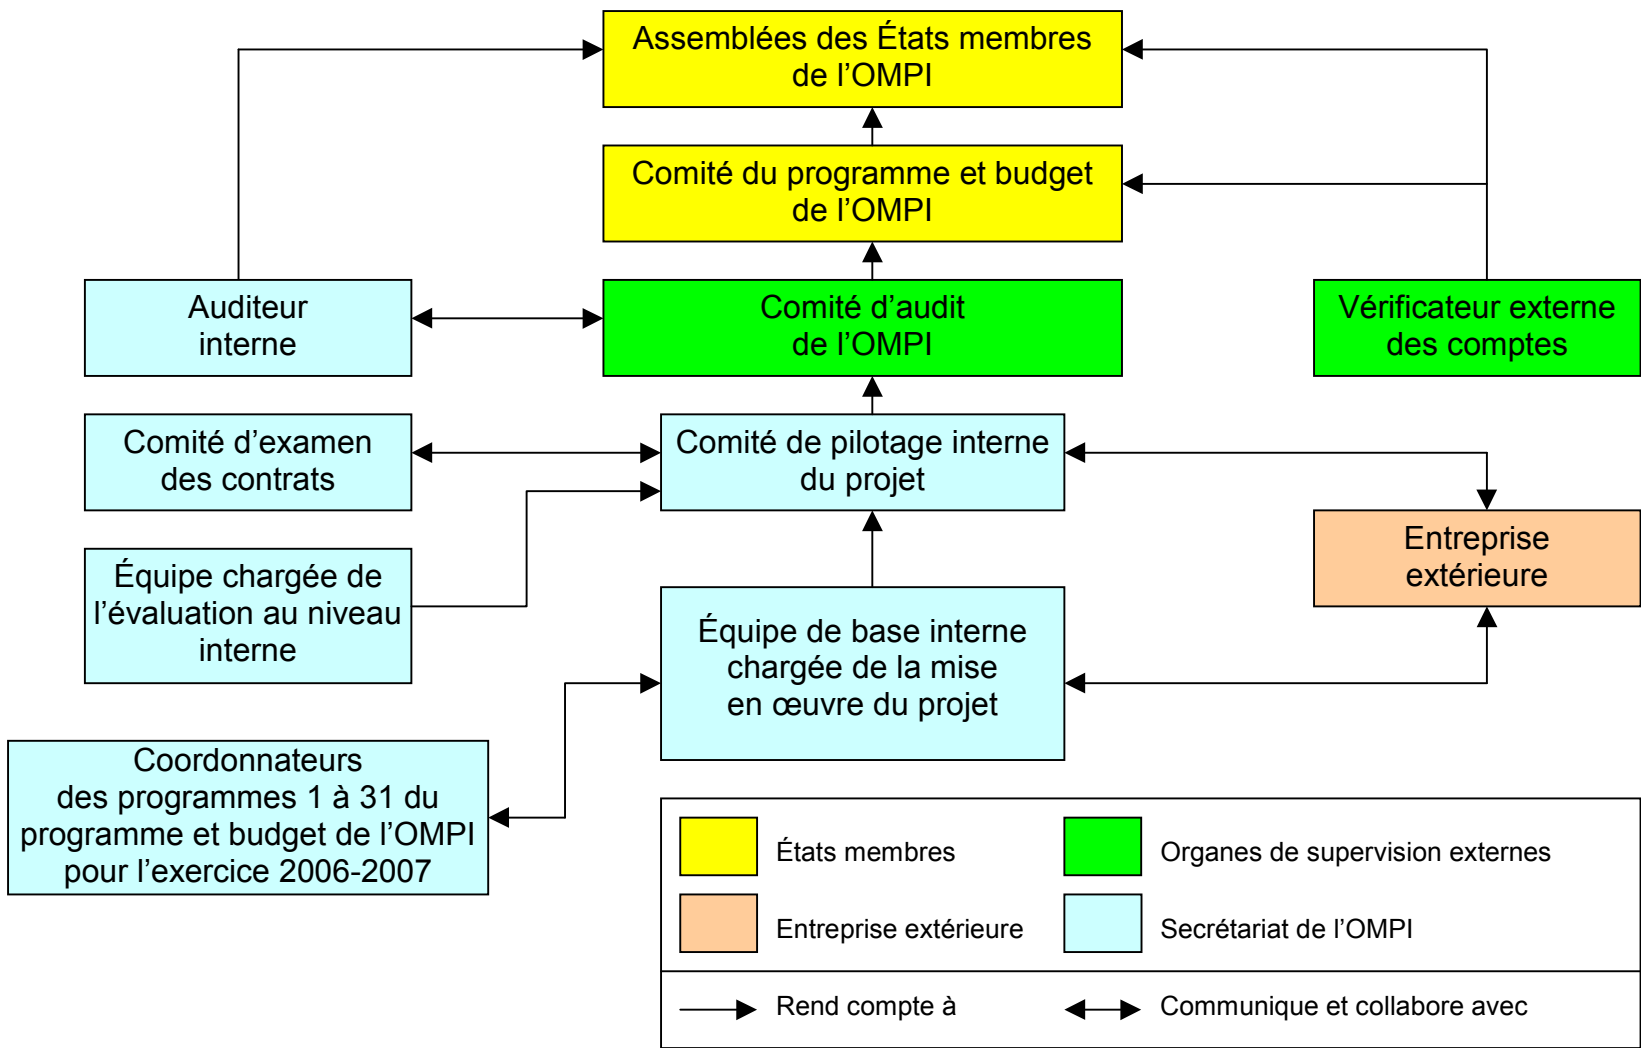 Assemblées des États membres
de l’OMPI
Comité du programme et budget
de l’OMPI
Auditeur
interne
Comité d’audit
de l’OMPI
Vérificateur externe
des comptes
Comité d’examen
des contrats
Comité de pilotage interne
du projet
Entreprise
extérieure
Équipe chargée de
l’évaluation au niveau
interne
Équipe de base interne
chargée de la mise
en œuvre du projet
Coordonnateurs
des programmes 1 à 31 du
programme et budget de l’OMPI
pour l’exercice 2006-2007
États membres
Organes de supervision externes
Entreprise extérieure
Secrétariat de l’OMPI
Rend compte à
Communique et collabore avec